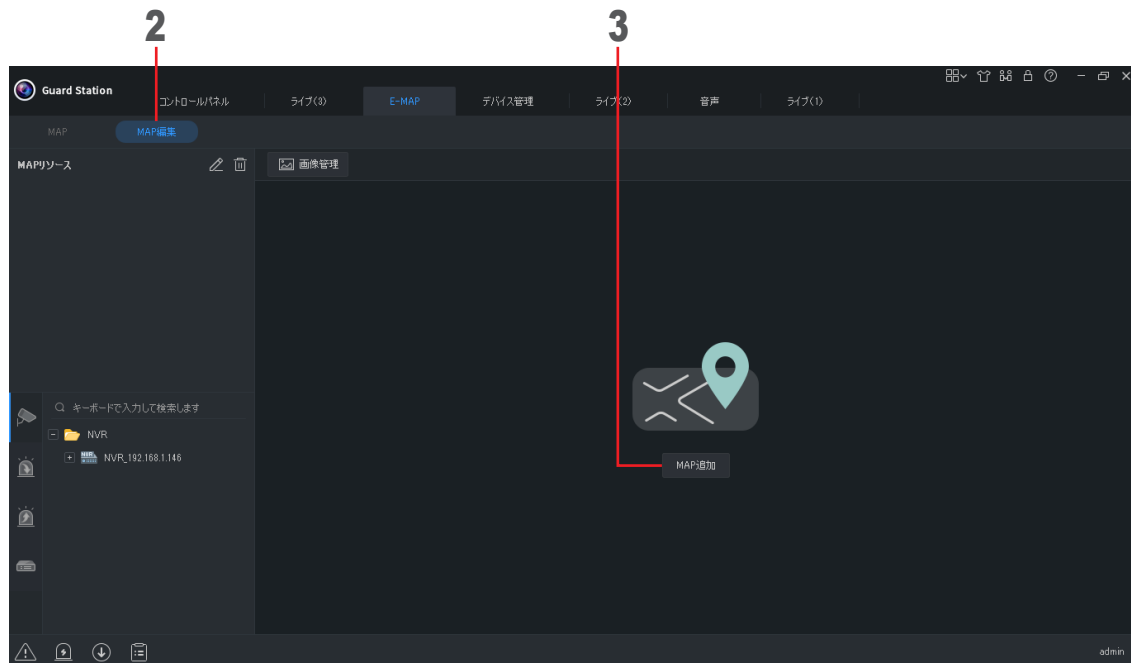 2
3
Guard Station
コントロールパネル
ライブ(3)
E-MAP
デバイス管理
ライブ(2)
音声
ライブ(1)
MAP
MAP編集
MAPリソース
画像管理
キーボードで入力して検索します
NVR
NVR_192.168.1.146
MAP追加
admin